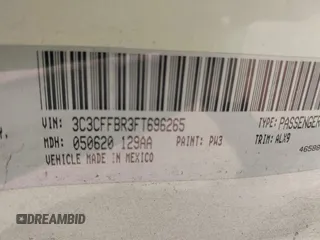 VIN: 3C3CFFBR3FT696265 TYPE: PASSENGER
MDH: 050620 129AA PAINT: PW3 TRIM: ALX9
VEHICLE MADE IN MEXICO
DREAMBID